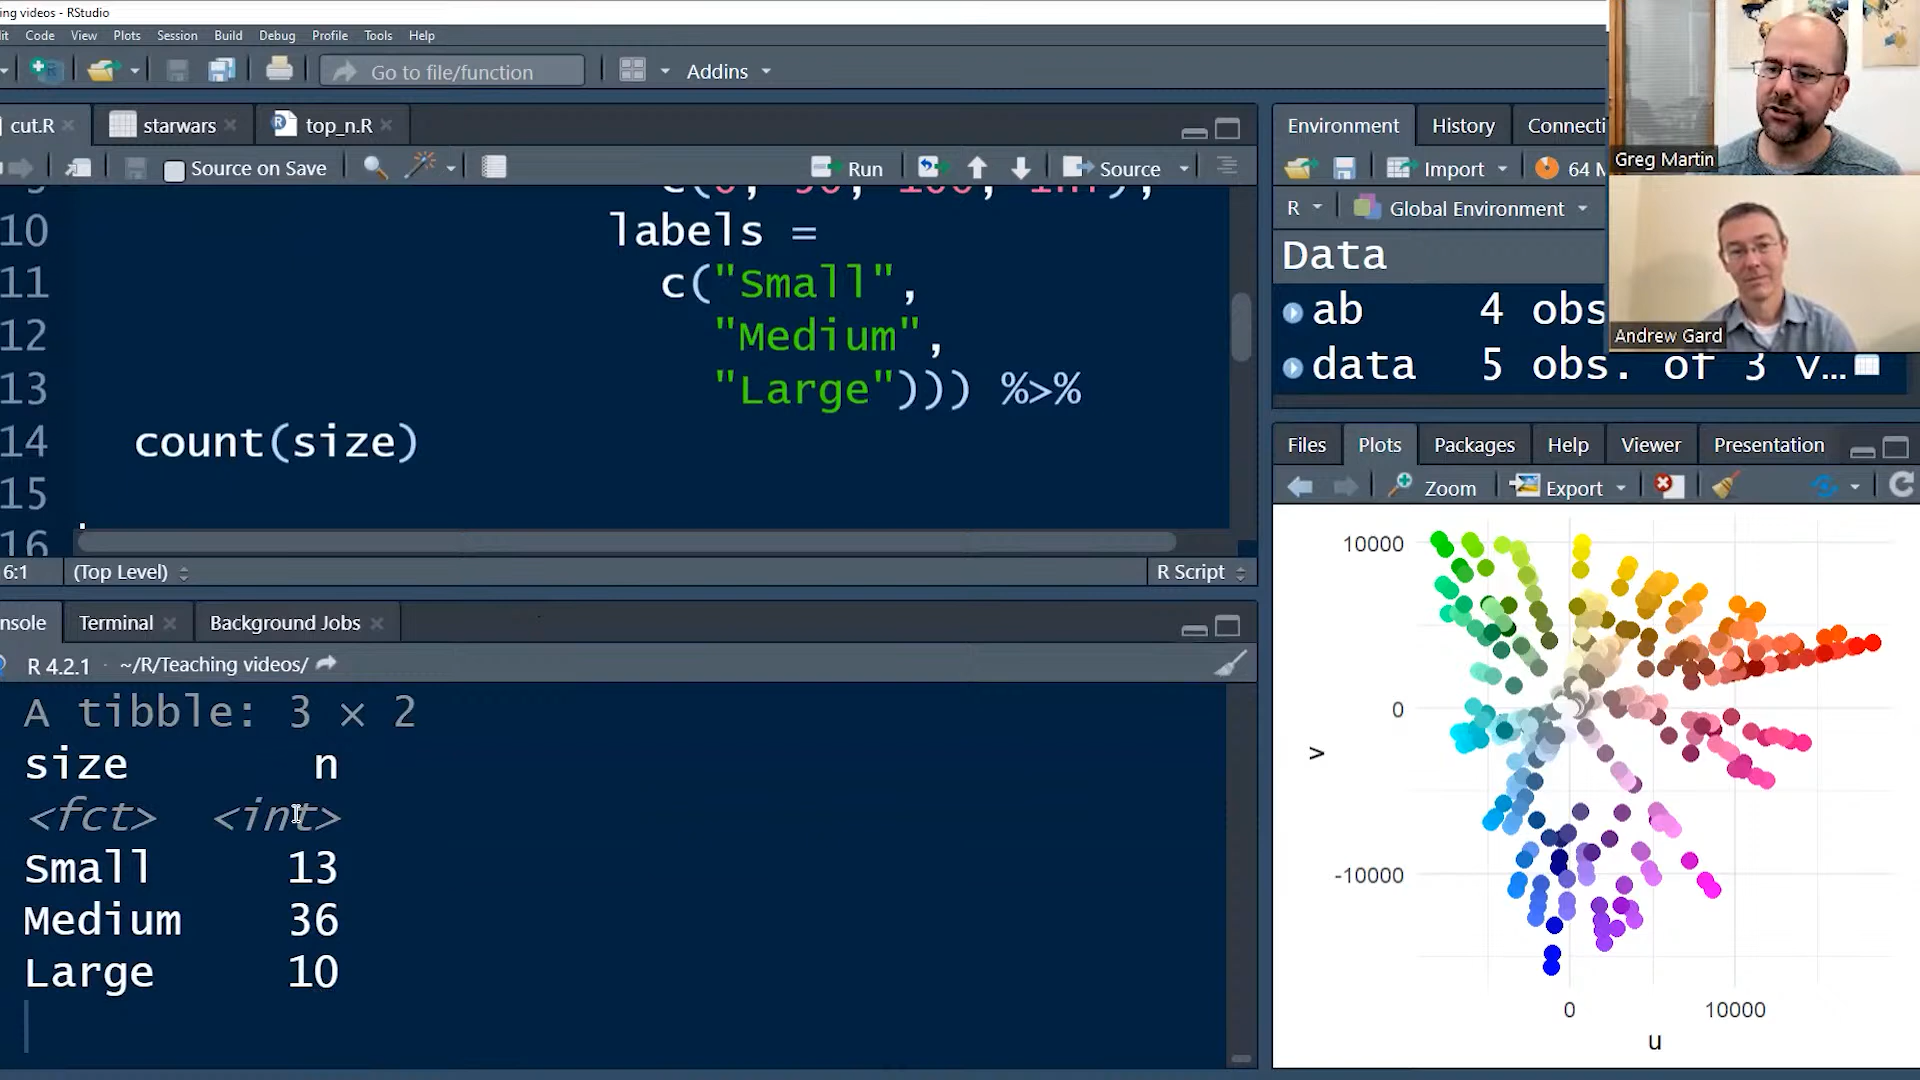 ing videos - RStudio
it Code View Plots Session Build Debug Profile Tools Help
Go to file/function Addins
cut.R starwars top_n.R
Source on Save Run Source
10 labels =
11 c("Small",
12 "Medium",
13 "Large"))) %>%
14 count(size)
15
16
6:1 (Top Level) R Script
nsole Terminal Background Jobs
R 4.2.1 · ~/R/Teaching videos/
A tibble: 3 × 2
size n
<fct> <int>
Small 13
Medium 36
Large 10
Greg Martin
Andrew Gard
Environment History Connecti
Import 64 M
R Global Environment
Data
ab 4 obs
data 5 obs. of 3 v...
Files Plots Packages Help Viewer Presentation
Zoom Export
10000
0
-10000
v
0 10000
u